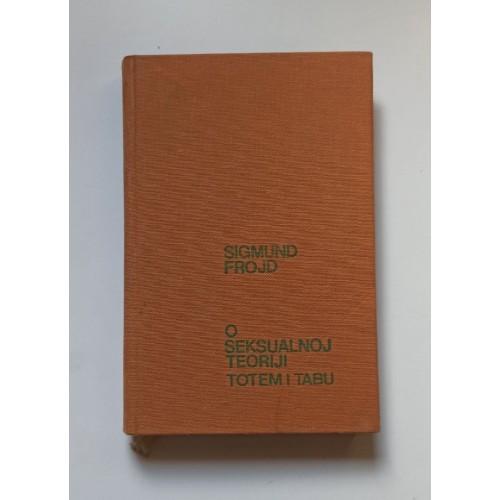 SIGMUND
FROJD
O
SEKSUALNOJ
TEORIJI
TOTEM I TABU